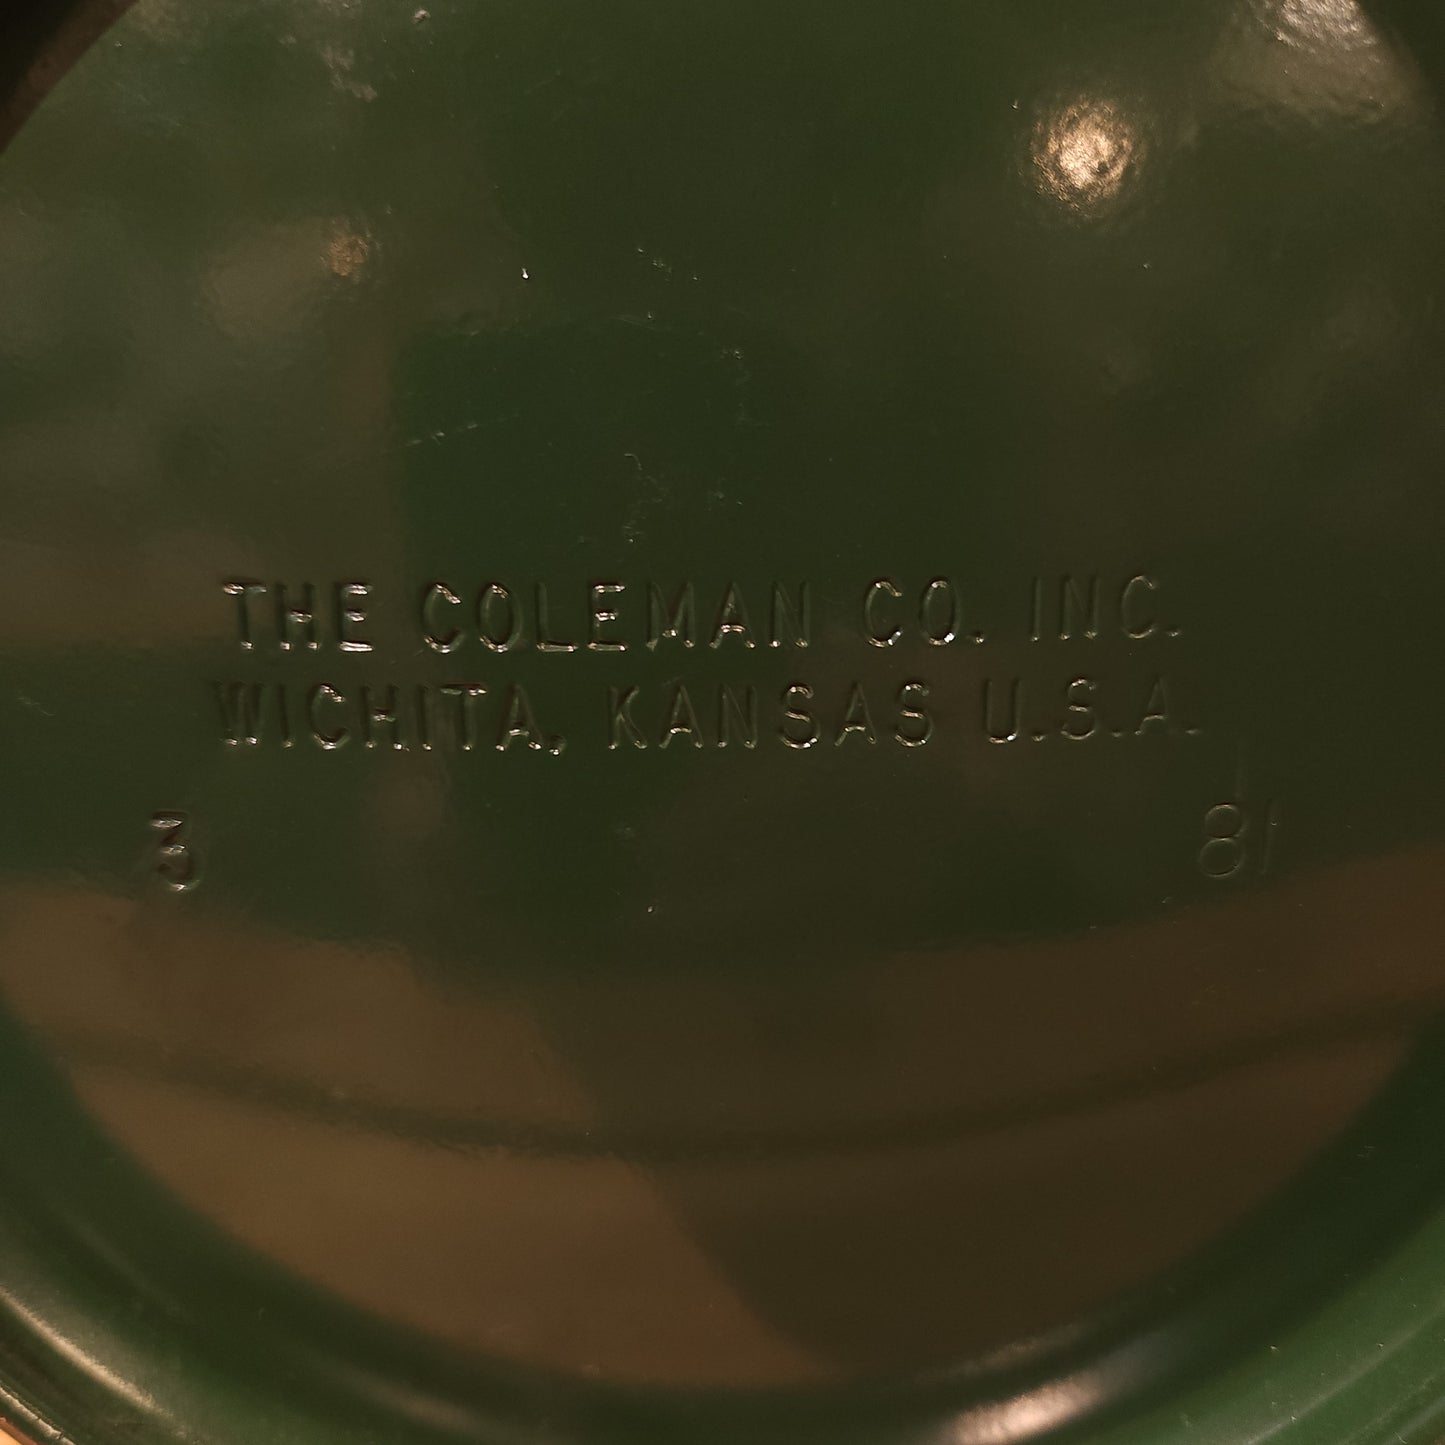 THE COLEMAN CO. INC.
WICHITA, KANSAS U.S.A.
3 81